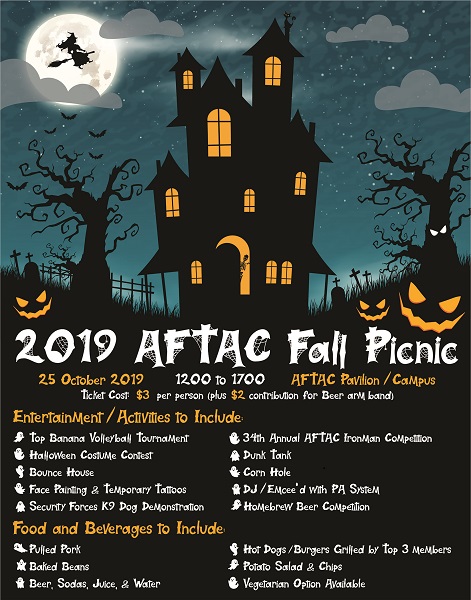 2019 AFTAC Fall Picnic
25 October 2019 1200 to 1700 AFTAC Pavilion / Campus
Ticket Cost: $3 per person (plus $2 contribution for Beer arm band)
Entertainment / Activities to Include:
Top Banana Volleyball Tournament
Halloween Costume Contest
Bounce House
Face Painting & Temporary Tattoos
Security Forces K9 Dog Demonstration
34th Annual AFTAC IronMan Competition
Dunk Tank
Corn Hole
DJ / Emcee'd with PA System
Homebrew Beer Competition
Food and Beverages to Include:
Pulled Pork
Baked Beans
Beer, Sodas, Juice, & Water
Hot Dogs / Burgers Grilled by Top 3 members
Potato Salad & Chips
Vegetarian Option Available